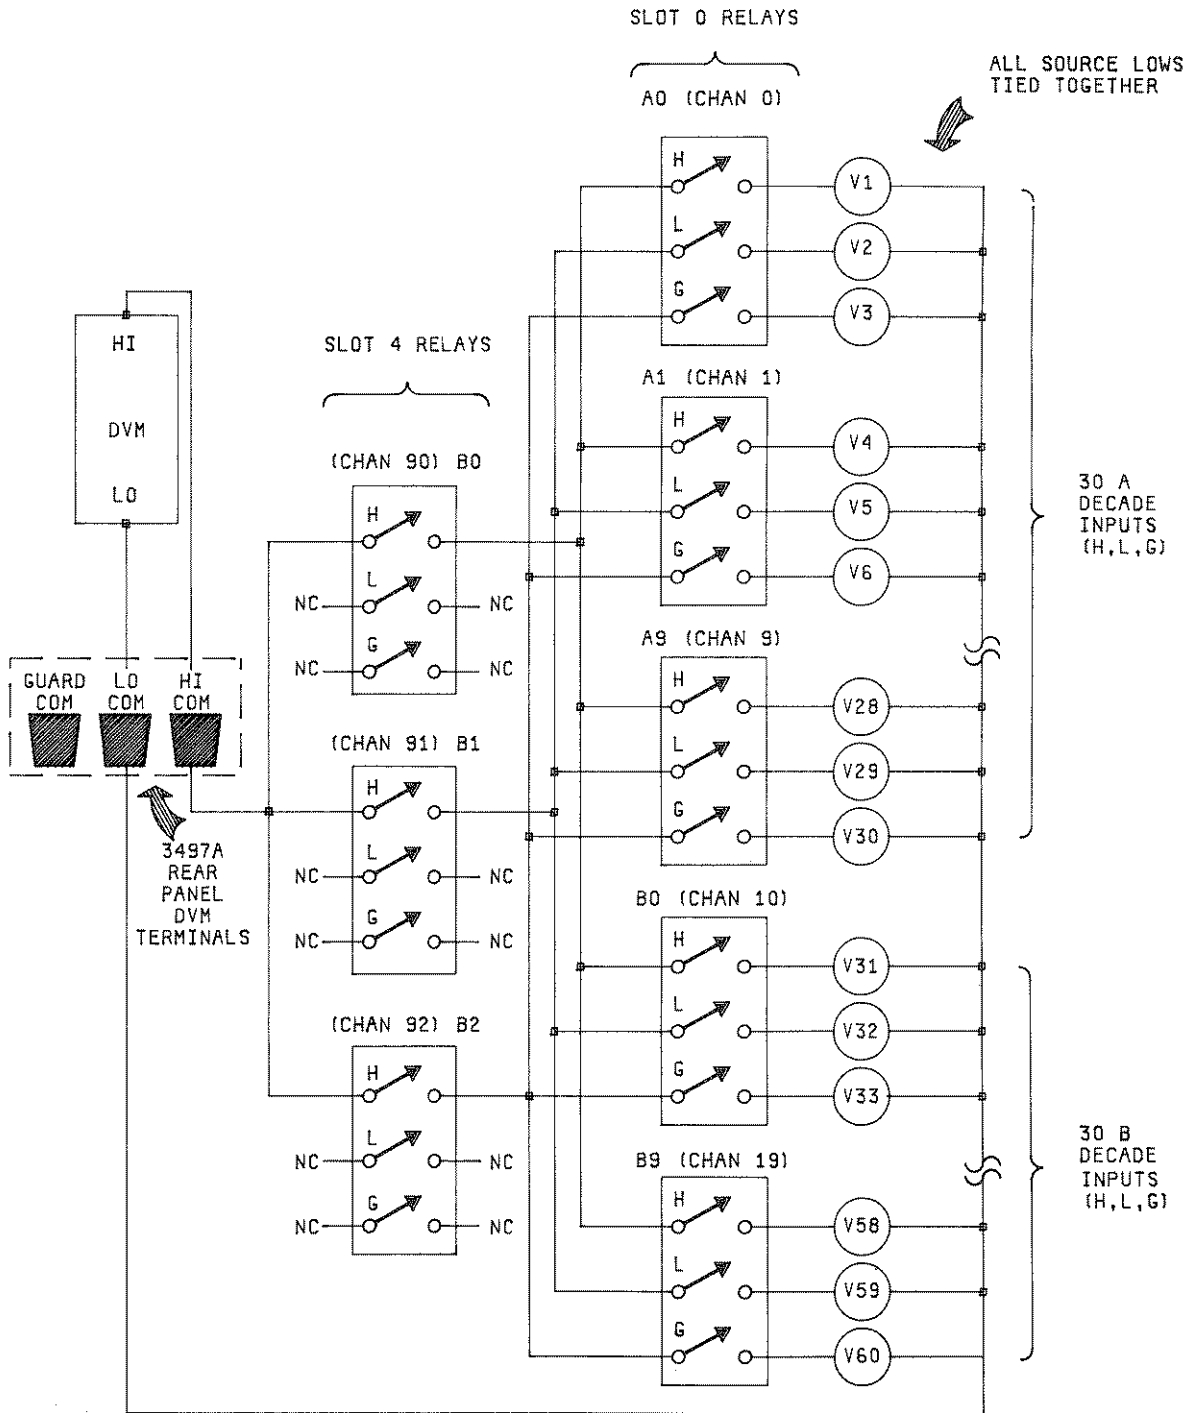 SLOT 0 RELAYS
ALL SOURCE LOWS
TIED TOGETHER
A0 (CHAN 0)
H
V1
L
V2
G
V3
HI
DVM
LO
SLOT 4 RELAYS
A1 (CHAN 1)
H
V4
L
V5
G
V6
30 A
DECADE
INPUTS
(H,L,G)
(CHAN 90) B0
H
L
NC
NC
G
NC
NC
A9 (CHAN 9)
H
V28
L
V29
G
V30
GUARD
COM
LO
COM
HI
COM
(CHAN 91) B1
H
L
NC
NC
G
NC
NC
3497A
REAR
PANEL
DVM
TERMINALS
B0 (CHAN 10)
H
V31
L
V32
G
V33
(CHAN 92) B2
H
L
NC
NC
G
NC
NC
30 B
DECADE
INPUTS
(H,L,G)
B9 (CHAN 19)
H
V58
L
V59
G
V60